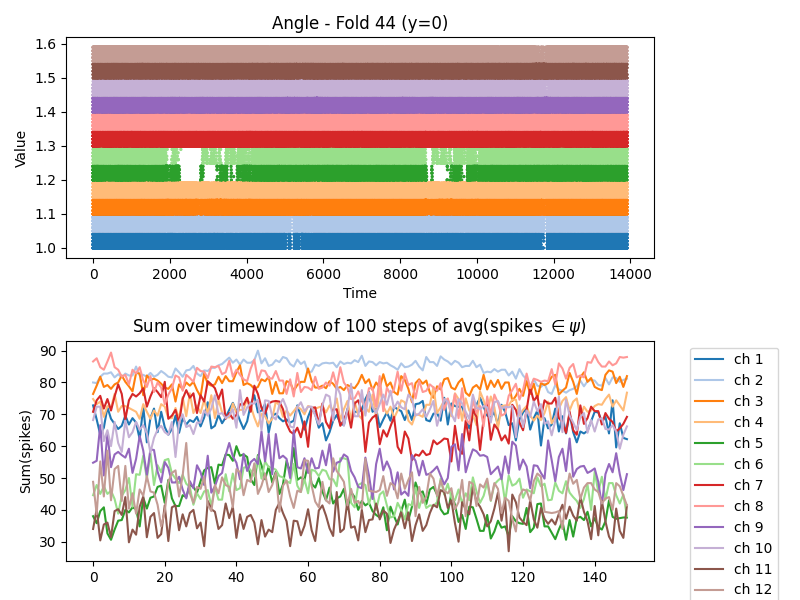 Angle - Fold 44 (y=0)
1.6
1.5
1.4
1.3
1.2
1.1
1.0
Value
0 2000 4000 6000 8000 10000 12000 14000
Time
Sum over timewindow of 100 steps of avg(spikes ∈ψ)
90
80
70
60
50
40
30
Sum(spikes)
0 20 40 60 80 100 120 140
ch 1
ch 2
ch 3
ch 4
ch 5
ch 6
ch 7
ch 8
ch 9
ch 10
ch 11
ch 12